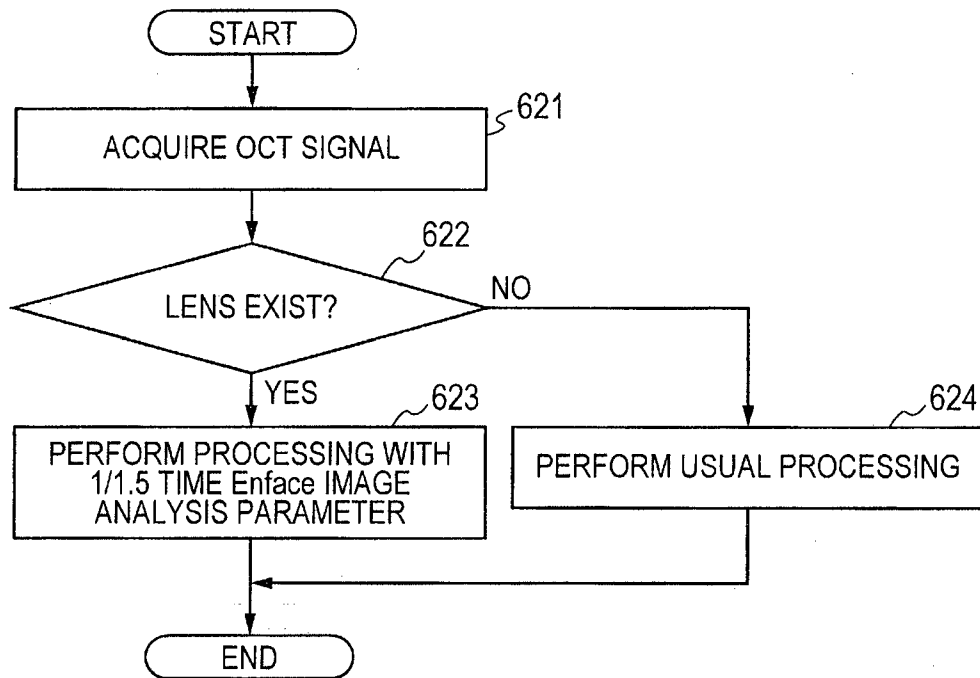 START
621
ACQUIRE OCT SIGNAL
622
LENS EXIST?
NO
YES
623
PERFORM PROCESSING WITH
1/1.5 TIME Enface IMAGE
ANALYSIS PARAMETER
624
PERFORM USUAL PROCESSING
END